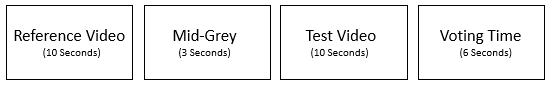 Reference Video
(10 Seconds)
Mid-Grey
(3 Seconds)
Test Video
(10 Seconds)
Voting Time
(6 Seconds)